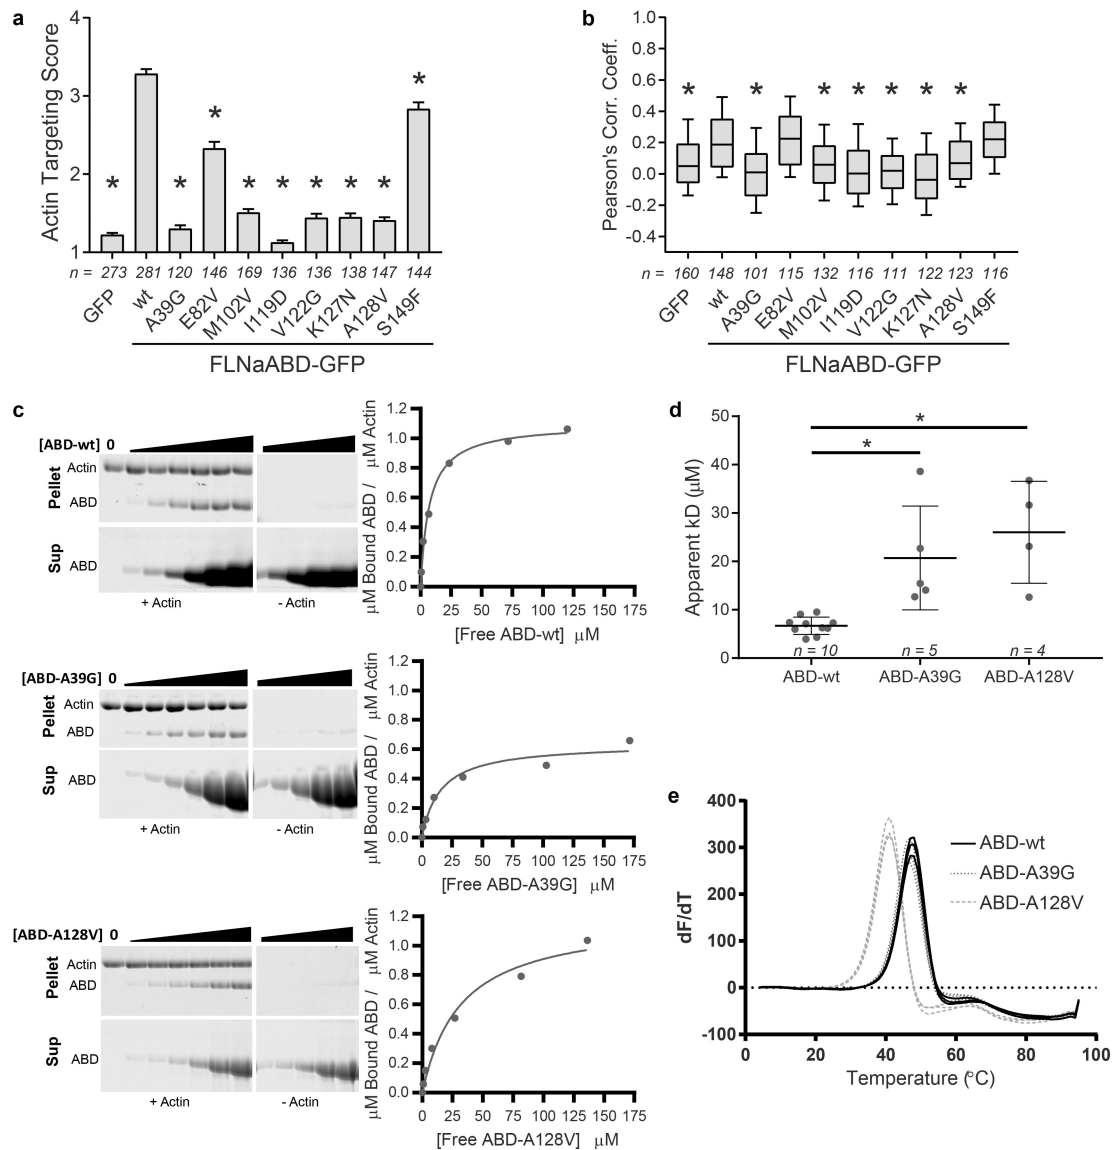 a
Actin Targeting Score
4
3
2
1
*
*
*
*
*
*
*
*
*
n = 273 281 120 146 169 136 136 138 147 144
GFP wt A39G E82V M102V I119D V122G K127N A128V S149F
FLNaABD-GFP
b
Pearson's Corr. Coeff.
1.0
0.8
0.6
0.4
0.2
0.0
-0.2
-0.4
* * * * * * *
n = 160 148 101 115 132 116 111 122 123 116
GFP wt A39G E82V M102V I119D V122G K127N A128V S149F
FLNaABD-GFP
c
[ABD-wt] 0
Pellet
Actin
ABD
Sup
ABD
+ Actin - Actin
μM Bound ABD / μM Actin
1.2
1.0
0.8
0.6
0.4
0.2
0.0
0 25 50 75 100 125 150 175
[Free ABD-wt] μM
[ABD-A39G] 0
Pellet
Actin
ABD
Sup
ABD
+ Actin - Actin
μM Bound ABD / μM Actin
1.2
1.0
0.8
0.6
0.4
0.2
0.0
0 25 50 75 100 125 150 175
[Free ABD-A39G] μM
[ABD-A128V] 0
Pellet
Actin
ABD
Sup
ABD
+ Actin - Actin
μM Bound ABD / μM Actin
1.2
1.0
0.8
0.6
0.4
0.2
0.0
0 25 50 75 100 125 150 175
[Free ABD-A128V] μM
d
Apparent kD (μM)
50
40
30
20
10
0
*
*
n = 10 n = 5 n = 4
ABD-wt ABD-A39G ABD-A128V
e
dF/dT
400
300
200
100
0
-100
0 20 40 60 80 100
Temperature (°C)
ABD-wt
ABD-A39G
ABD-A128V